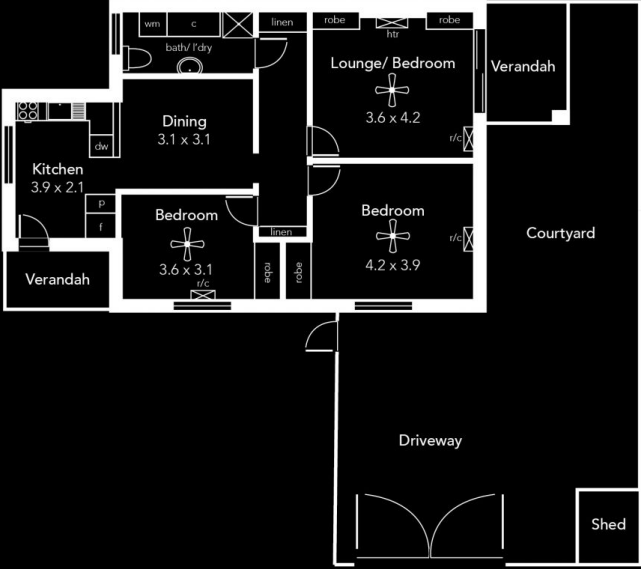 wm
c
linen
robe
robe
htr
bath/ l'dry
Lounge/ Bedroom
3.6 x 4.2
r/c
Verandah
Dining
3.1 x 3.1
dw
Kitchen
3.9 x 2.1
p
f
Bedroom
3.6 x 3.1
r/c
robe
linen
robe
Bedroom
4.2 x 3.9
r/c
Courtyard
Verandah
Driveway
Shed